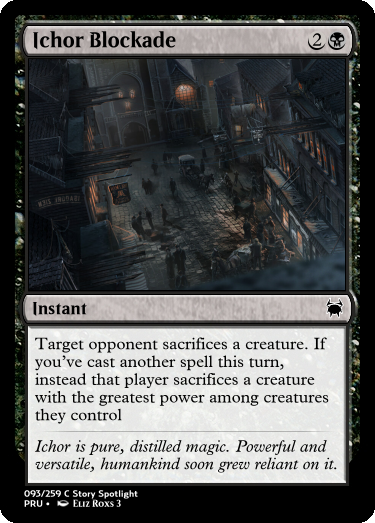 Ichor Blockade 2
Instant
Target opponent sacrifices a creature. If
you've cast another spell this turn,
instead that player sacrifices a creature
with the greatest power among creatures
they control
Ichor is pure, distilled magic. Powerful and
versatile, humankind soon grew reliant on it.
093/259 C Story Spotlight
PRU • Eliz Roxs 3